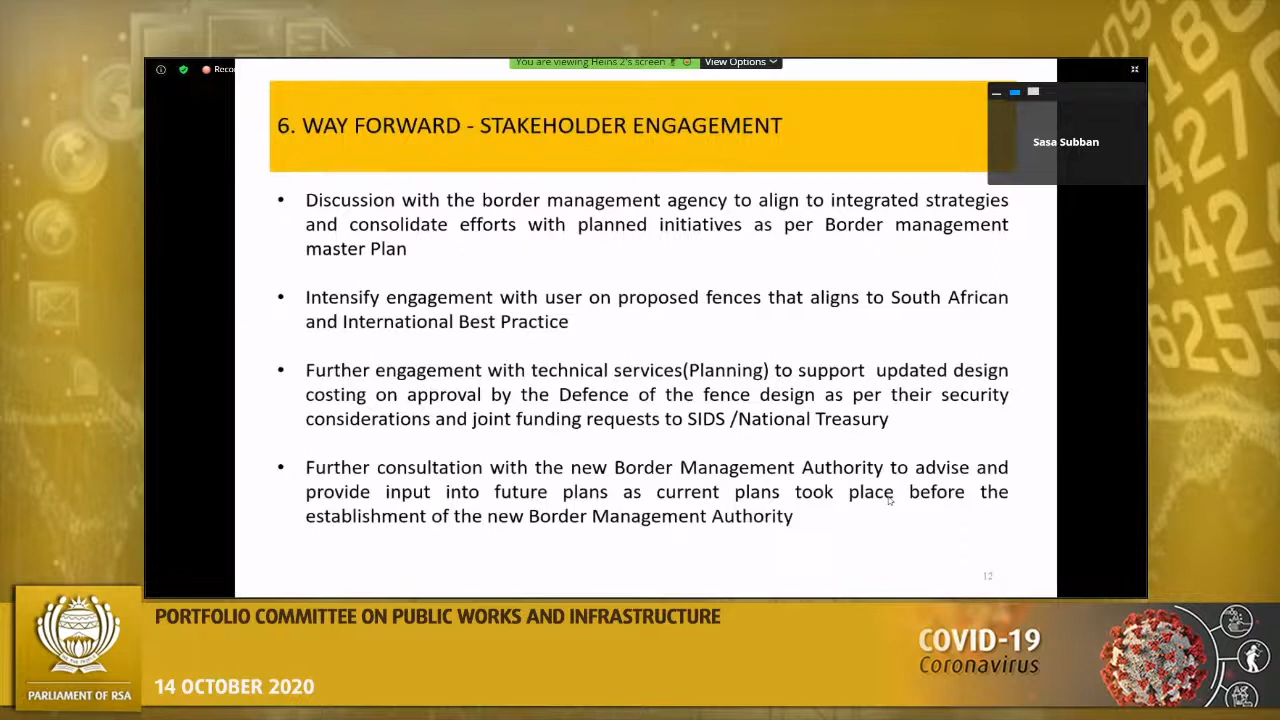 You are viewing Heins 2's screen
View Options
6. WAY FORWARD - STAKEHOLDER ENGAGEMENT
Sasa Subban
• Discussion with the border management agency to align to integrated strategies
and consolidate efforts with planned initiatives as per Border management
master Plan
• Intensify engagement with user on proposed fences that aligns to South African
and International Best Practice
• Further engagement with technical services(Planning) to support updated design
costing on approval by the Defence of the fence design as per their security
considerations and joint funding requests to SIDS /National Treasury
• Further consultation with the new Border Management Authority to advise and
provide input into future plans as current plans took place before the
establishment of the new Border Management Authority
12
PORTFOLIO COMMITTEE ON PUBLIC WORKS AND INFRASTRUCTURE
14 OCTOBER 2020
PARLIAMENT OF RSA
COVID-19
Coronavirus